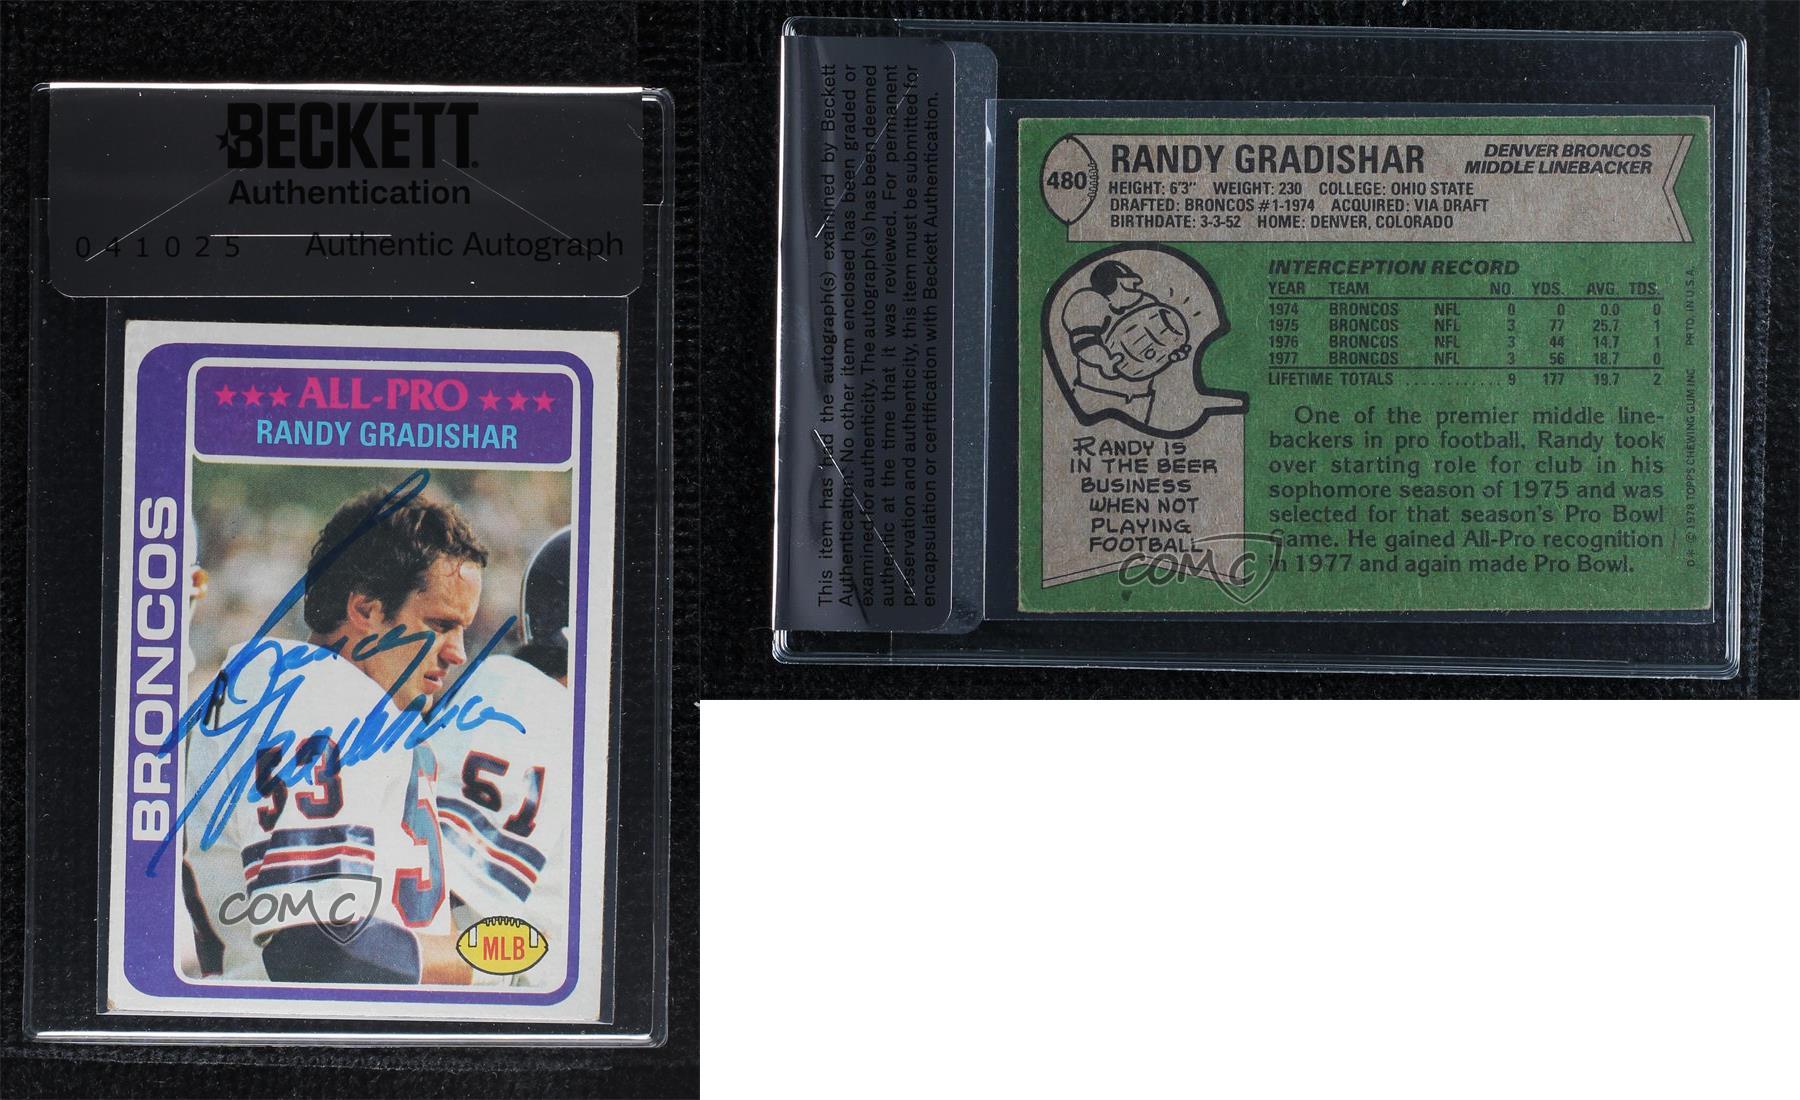 BECKETT
Authentication
041025 Authentic Autograph
★★★ ALL-PRO ★★★
RANDY GRADISHAR
BRONCOS
Randy
Gradishar
53
51
MLB
COMC
This item has had the autograph(s) examined by Beckett
Authentication. No other item enclosed has been graded or
examined for authenticity. The autograph(s) has been deemed
authentic at the time that it was reviewed. For permanent
preservation and authenticity, this item must be submitted for
encapsulation or certification with Beckett Authentication.
480
RANDY GRADISHAR
DENVER BRONCOS
MIDDLE LINEBACKER
HEIGHT: 6'3" WEIGHT: 230 COLLEGE: OHIO STATE
DRAFTED: BRONCOS #1-1974 ACQUIRED: VIA DRAFT
BIRTHDATE: 3-3-52 HOME: DENVER, COLORADO
INTERCEPTION RECORD
YEAR TEAM NO. YDS. AVG. TDS.
1974 BRONCOS NFL 0 0 0.0 0
1975 BRONCOS NFL 3 77 25.7 1
1976 BRONCOS NFL 3 44 14.7 1
1977 BRONCOS NFL 3 56 18.7 0
LIFETIME TOTALS ............ 9 177 19.7 2
One of the premier middle line-
backers in pro football, Randy took
over starting role for club in his
sophomore season of 1975 and was
selected for that season's Pro Bowl
Game. He gained All-Pro recognition
in 1977 and again made Pro Bowl.
RANDY IS
IN THE BEER
BUSINESS
WHEN NOT
PLAYING
FOOTBALL
COMC
D* © 1978 TOPPS CHEWING GUM INC. PRTD. IN U.S.A.